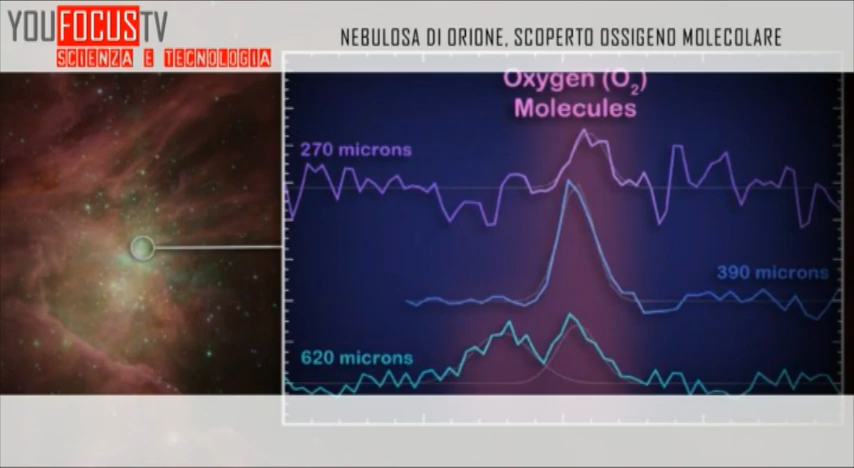 YOUFOCUSTV
SCIENZA E TECNOLOGIA
NEBULOSA DI ORIONE, SCOPERTO OSSIGENO MOLECOLARE
Oxygen (O₂)
Molecules
270 microns
390 microns
620 microns